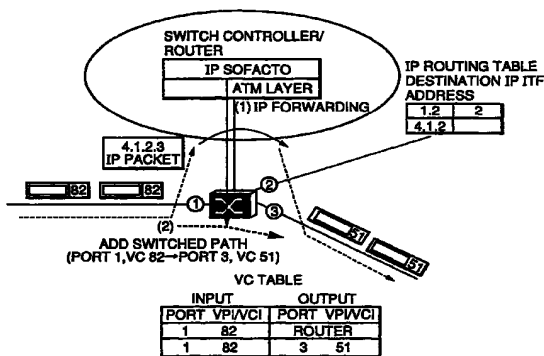 SWITCH CONTROLLER/
ROUTER
IP SOFACTO
ATM LAYER
(1) IP FORWARDING
IP ROUTING TABLE
DESTINATION IP ITF
ADDRESS
1.2 2
4.1.2
4.1.2.3
IP PACKET
82 82
1
2
3
(2)
ADD SWITCHED PATH
(PORT 1,VC 82→PORT 3, VC 51)
51
51
VC TABLE
INPUT OUTPUT
PORT VPI/VCI PORT VPI/VCI
1 82 ROUTER
1 82 3 51